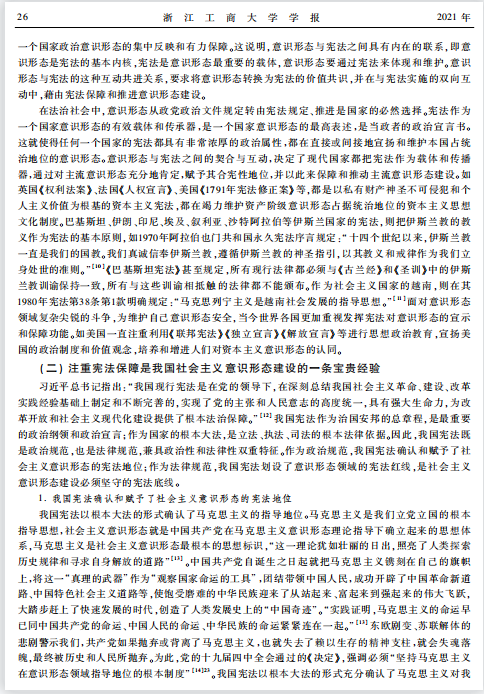 26 浙 江 工 商 大 学 学 报 2021 年
一个国家政治意识形态的集中反映和有力保障。这说明,意识形态与宪法之间具有内在的联系,即意
识形态是宪法的基本内核,宪法是意识形态最重要的载体,意识形态要通过宪法来体现和维护。意识
形态与宪法的这种互动共进关系,要求将意识形态转换为宪法的价值共识,并在与宪法实施的双向互
动中,藉由宪法保障和推进意识形态建设。
在法治社会中,意识形态从政党政治文件规定转由宪法规定、推进是国家的必然选择。宪法作为
一个国家意识形态的有效载体和传承器,是一个国家意识形态的最高表述,是当政者的政治宣言书。
这就使得任何一个国家的宪法都具有非常浓厚的政治属性,都在直接或间接地宣扬和维护本国占统
治地位的意识形态。意识形态与宪法之间的契合与互动,决定了现代国家都把宪法作为载体和传播
器,通过对主流意识形态充分地肯定,赋予其合宪性地位,并以此来保障和推动主流意识形态建设。如
英国《权利法案》、法国《人权宣言》、美国《1791年宪法修正案》等,都是以私有财产神圣不可侵犯和个
人主义价值为根基的资本主义宪法,都在竭力维护资产阶级意识形态占据统治地位的资本主义思想
文化制度。巴基斯坦、伊朗、印尼、埃及、叙利亚、沙特阿拉伯等伊斯兰国家的宪法,则把伊斯兰教的教
义作为宪法的基本原则,如1970年阿拉伯也门共和国永久宪法序言规定:“十四个世纪以来,伊斯兰教
一直是我们的国教。我们真诚信奉伊斯兰教,遵循伊斯兰教的神圣指引,以其教义和戒律作为我们立
身处世的准则。”[10]《巴基斯坦宪法》甚至规定,所有现行法律都必须与《古兰经》和《圣训》中的伊斯
兰教训谕保持一致,所有与这些训谕相抵触的法律都不能颁布。作为社会主义国家的越南,则在其
1980年宪法第38条第1款明确规定:“马克思列宁主义是越南社会发展的指导思想。”[11]面对意识形态
领域复杂尖锐的斗争,为维护自己意识形态安全,当今世界各国更加重视发挥宪法对意识形态的宣示
和保障功能。如美国一直注重利用《联邦宪法》《独立宣言》《解放宣言》等进行思想政治教育,宣扬美
国的政治制度和价值观念,培养和增进人们对资本主义意识形态的认同。
(二)注重宪法保障是我国社会主义意识形态建设的一条宝贵经验
习近平总书记指出:“我国现行宪法是在党的领导下,在深刻总结我国社会主义革命、建设、改革
实践经验基础上制定和不断完善的,实现了党的主张和人民意志的高度统一,具有强大生命力,为改
革开放和社会主义现代化建设提供了根本法治保障。”[12]我国宪法作为治国安邦的总章程,是最重要
的政治纲领和政治宣言;作为国家的根本大法,是立法、执法、司法的根本法律依据。因此,我国宪法既
是政治规范,也是法律规范,兼具政治性和法律性双重特征。作为政治规范,我国宪法确认和赋予了社
会主义意识形态的宪法地位;作为法律规范,我国宪法划设了意识形态领域的宪法红线,是社会主义
意识形态建设必须坚守的宪法底线。
1. 我国宪法确认和赋予了社会主义意识形态的宪法地位
我国宪法以根本大法的形式确认了马克思主义的指导地位。马克思主义是我们立党立国的根本
指导思想,社会主义意识形态就是中国共产党在马克思主义意识形态理论指导下确立起来的思想体
系,马克思主义是社会主义意识形态最根本的思想标识,“这一理论犹如壮丽的日出,照亮了人类探索
历史规律和寻求自身解放的道路”[13]。中国共产党自诞生之日起就把马克思主义镌刻在自己的旗帜
上,将这一“真理的武器”作为“观察国家命运的工具”,团结带领中国人民,成功开辟了中国革命新道
路、中国特色社会主义道路等,使饱受磨难的中华民族迎来了从站起来、富起来到强起来的伟大飞跃,
大踏步赶上了快速发展的时代,创造了人类发展史上的“中国奇迹”。“实践证明,马克思主义的命运早
已同中国共产党的命运、中国人民的命运、中华民族的命运紧紧连在一起。”[13]东欧剧变、苏联解体的
悲剧警示我们,共产党如果抛弃或背离了马克思主义,也就失去了赖以生存的精神支柱,就会失魂落
魄,最终被历史和人民所抛弃。为此,党的十九届四中全会通过的《决定》,强调必须“坚持马克思主义
在意识形态领域指导地位的根本制度”[14]23。我国宪法以根本大法的形式充分确认了马克思主义对我